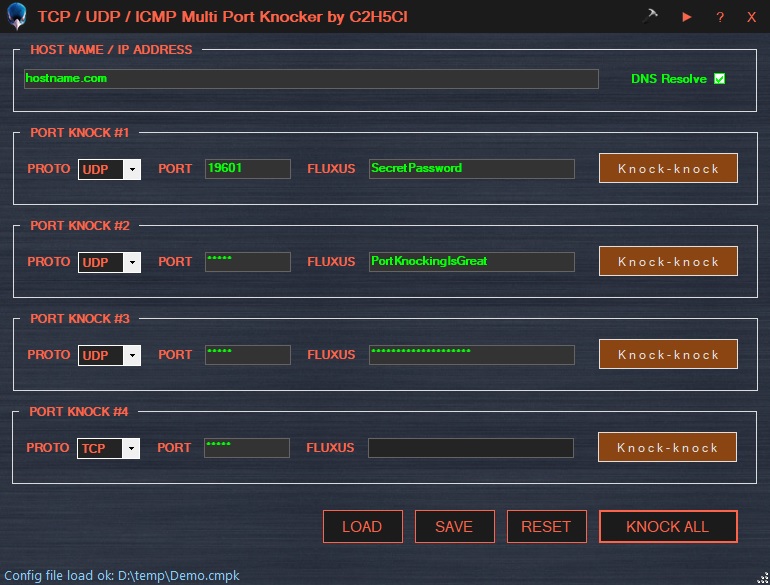 TCP / UDP / ICMP Multi Port Knocker by C2H5Cl ? X
HOST NAME / IP ADDRESS
hostname.com DNS Resolve
PORT KNOCK #1
PROTO UDP PORT 19601 FLUXUS SecretPassword Knock-knock
PORT KNOCK #2
PROTO UDP PORT ***** FLUXUS PortKnockingIsGreat Knock-knock
PORT KNOCK #3
PROTO UDP PORT ***** FLUXUS ******************** Knock-knock
PORT KNOCK #4
PROTO TCP PORT ***** FLUXUS Knock-knock
LOAD SAVE RESET KNOCK ALL
Config file load ok: D:\temp\Demo.cmpk